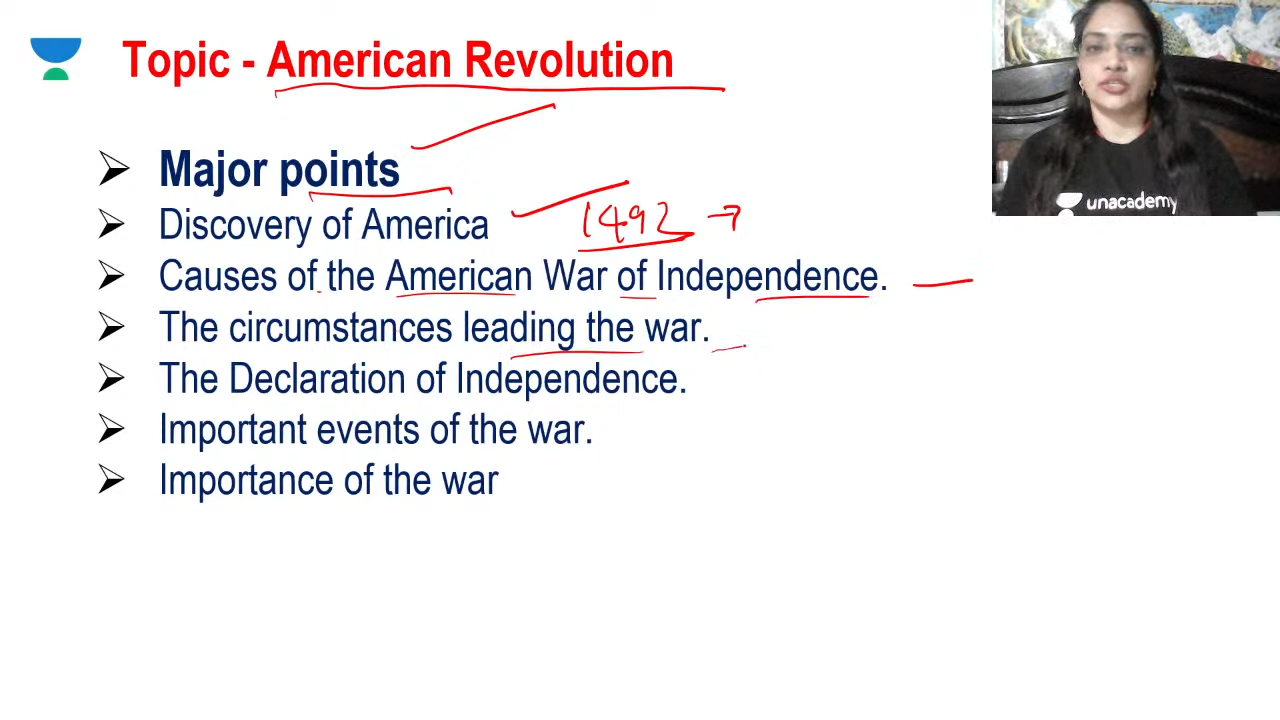 Topic - American Revolution
➢ Major points
➢ Discovery of America 1492 →
➢ Causes of the American War of Independence.
➢ The circumstances leading the war.
➢ The Declaration of Independence.
➢ Important events of the war.
➢ Importance of the war
unacademy